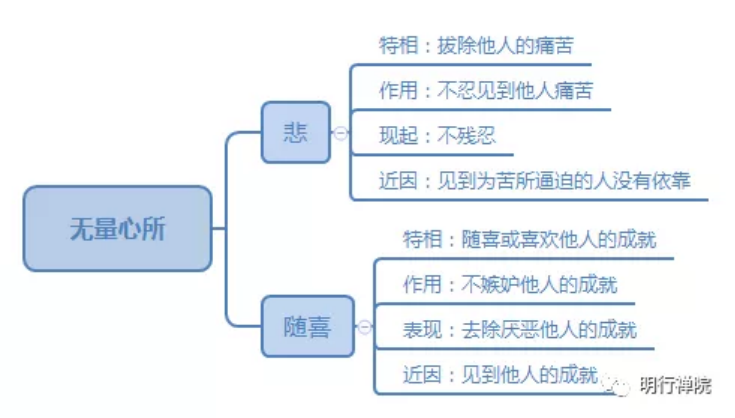 无量心所
悲
特相：拔除他人的痛苦
作用：不忍见到他人痛苦
现起：不残忍
近因：见到为苦所逼迫的人没有依靠
随喜
特相：随喜或喜欢他人的成就
作用：不嫉妒他人的成就
表现：去除厌恶他人的成就
近因：见到他人的成就
明行禅院